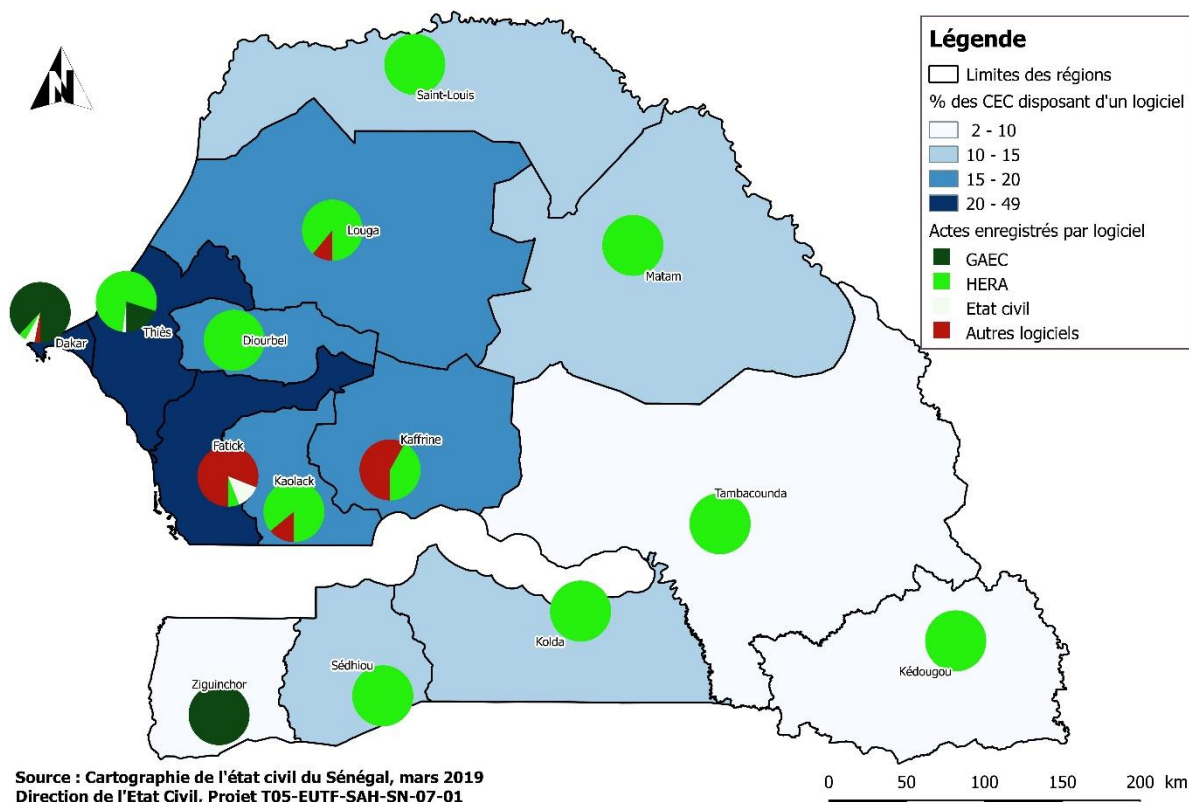 N
Saint-Louis
Louga
Matam
Dakar
Thiès
Diourbel
Fatick
Kaolack
Kaffrine
Tambacounda
Kolda
Sédhiou
Ziguinchor
Kédougou
Légende
Limites des régions
% des CEC disposant d'un logiciel
2 - 10
10 - 15
15 - 20
20 - 49
Actes enregistrés par logiciel
GAEC
HERA
Etat civil
Autres logiciels
Source : Cartographie de l'état civil du Sénégal, mars 2019
Direction de l'Etat Civil, Projet T05-EUTF-SAH-SN-07-01
0 50 100 150 200 km